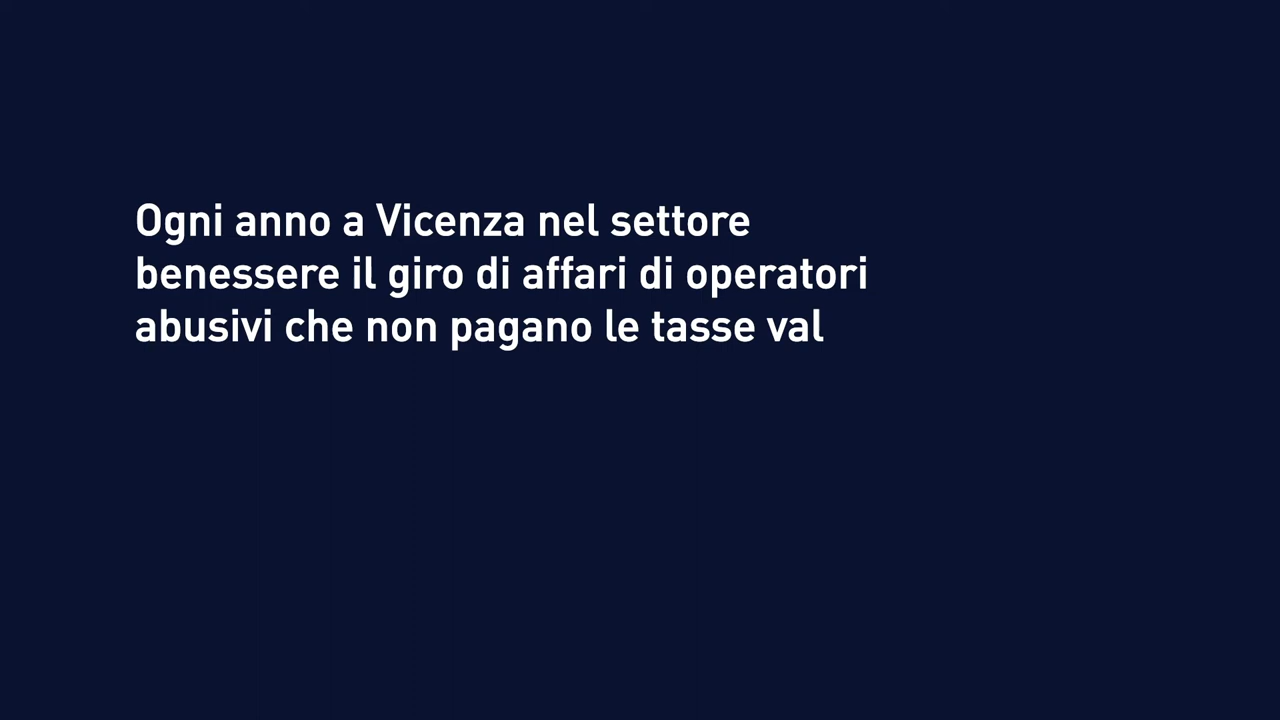 Ogni anno a Vicenza nel settore
benessere il giro di affari di operatori
abusivi che non pagano le tasse val